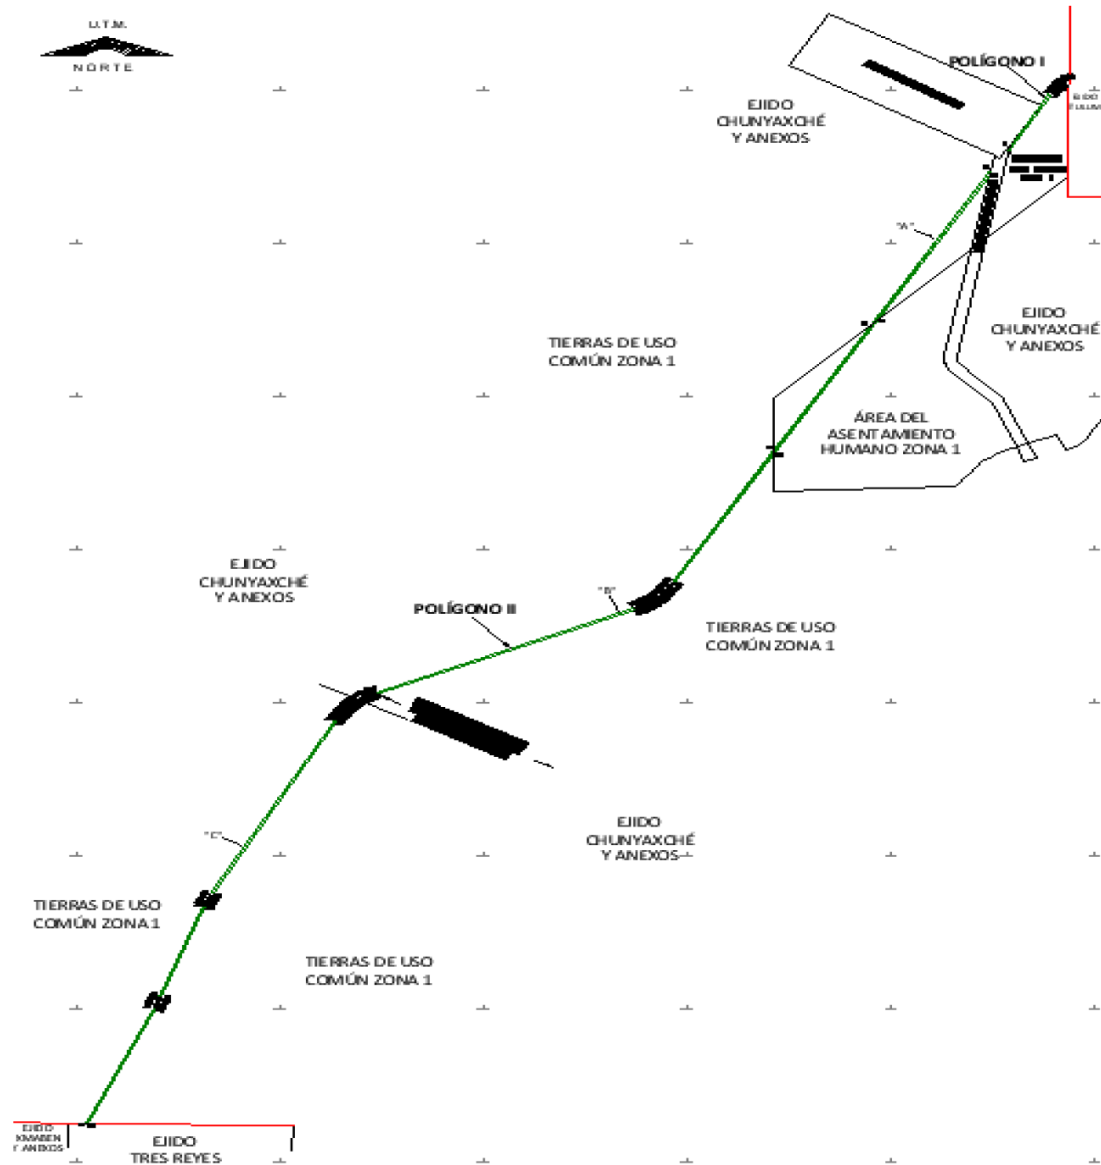 U.T.M.
NORTE
POLÍGONO I
EJIDO
CHUNYAXCHÉ
Y ANEXOS
"A"
EJIDO
CHUNYAXCHÉ
Y ANEXOS
TIERRAS DE USO
COMÚN ZONA 1
ÁREA DEL
ASENTAMIENTO
HUMANO ZONA 1
EJIDO
CHUNYAXCHÉ
Y ANEXOS
"B"
POLÍGONO II
TIERRAS DE USO
COMÚN ZONA 1
EJIDO
CHUNYAXCHÉ
Y ANEXOS
"C"
TIERRAS DE USO
COMÚN ZONA 1
TIERRAS DE USO
COMÚN ZONA 1
EJIDO
XMABEN
Y ANEXOS
EJIDO
TRES REYES